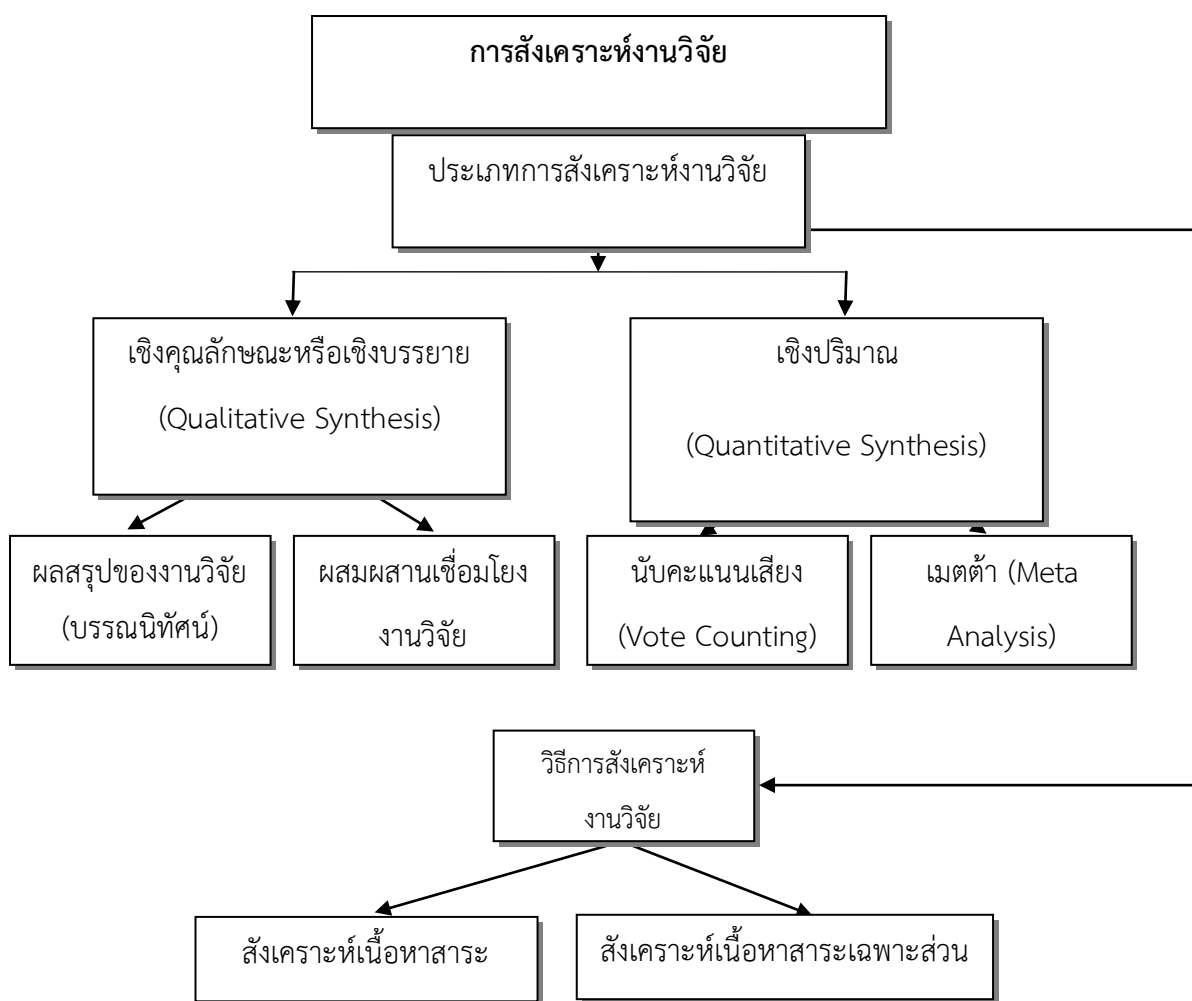 การสังเคราะห์งานวิจัย
ประเภทการสังเคราะห์งานวิจัย
เชิงคุณลักษณะหรือเชิงบรรยาย
(Qualitative Synthesis)
เชิงปริมาณ
(Quantitative Synthesis)
ผลสรุปของงานวิจัย
(บรรณนิทัศน์)
ผสมผสานเชื่อมโยง
งานวิจัย
นับคะแนนเสียง
(Vote Counting)
เมตต้า (Meta
Analysis)
วิธีการสังเคราะห์
งานวิจัย
สังเคราะห์เนื้อหาสาระ
สังเคราะห์เนื้อหาสาระเฉพาะส่วน